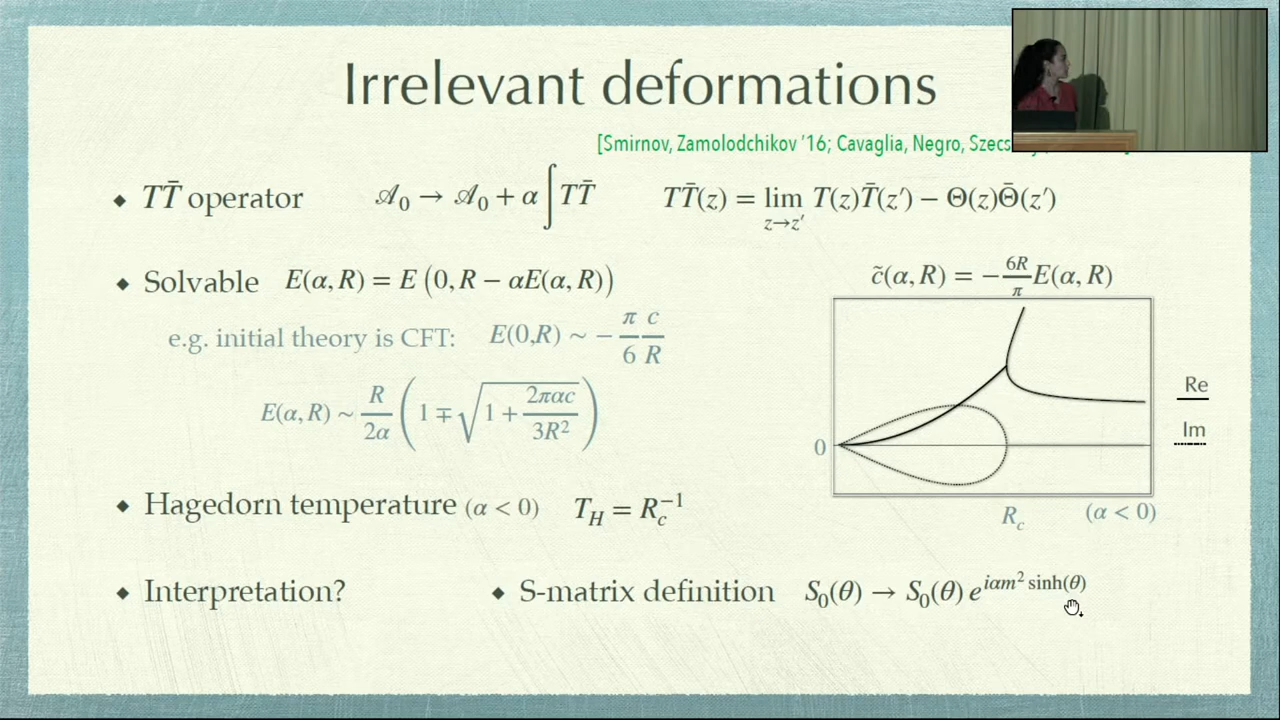 Irrelevant deformations
[Smirnov, Zamolodchikov '16; Cavaglia, Negro,
◆ TT̄ operator 𝒜₀ → 𝒜₀ + α ∫ TT̄ TT̄(z) = lim_{z→z′} T(z)T̄(z′) − Θ(z)Θ̄(z′)
◆ Solvable E(α, R) = E (0, R − αE(α, R))
c̃(α, R) = −6R/π E(α, R)
e.g. initial theory is CFT: E(0,R) ~ − π/6 c/R
E(α, R) ~ R/2α (1 ∓ √(1 + 2παc/3R²))
Re
Im
0
R_c (α < 0)
◆ Hagedorn temperature (α < 0) T_H = R_c⁻¹
◆ Interpretation? ◆ S-matrix definition S₀(θ) → S₀(θ) e^{iαm² sinh(θ)}